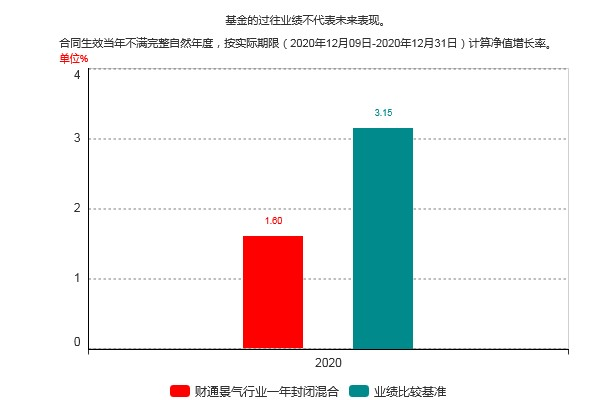 基金的过往业绩不代表未来表现。
合同生效当年不满完整自然年度，按实际期限（2020年12月09日-2020年12月31日）计算净值增长率。
单位%
4
3.15
3
2
1.60
1
0
2020
财通景气行业一年封闭混合 业绩比较基准